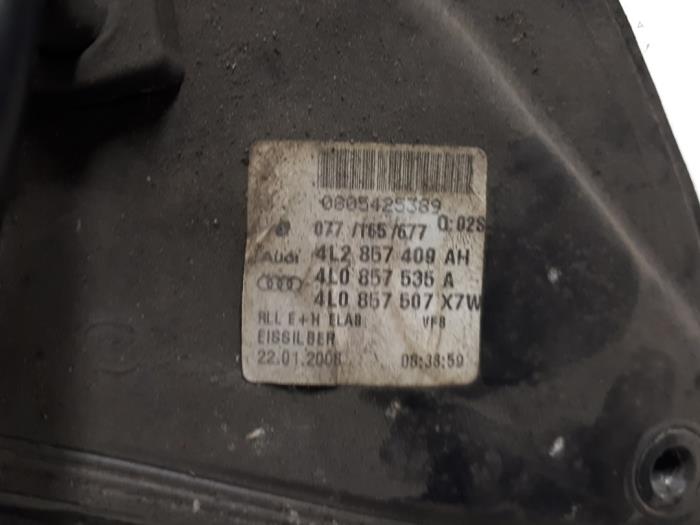 0805425389
077/165/677 Q:02S
Audi 4L2 857 409 AH
4L0 857 535 A
4L0 857 507 X7W
RLL E+H ELAB VFB
EISSILBER
22.01.2008 08:38:59